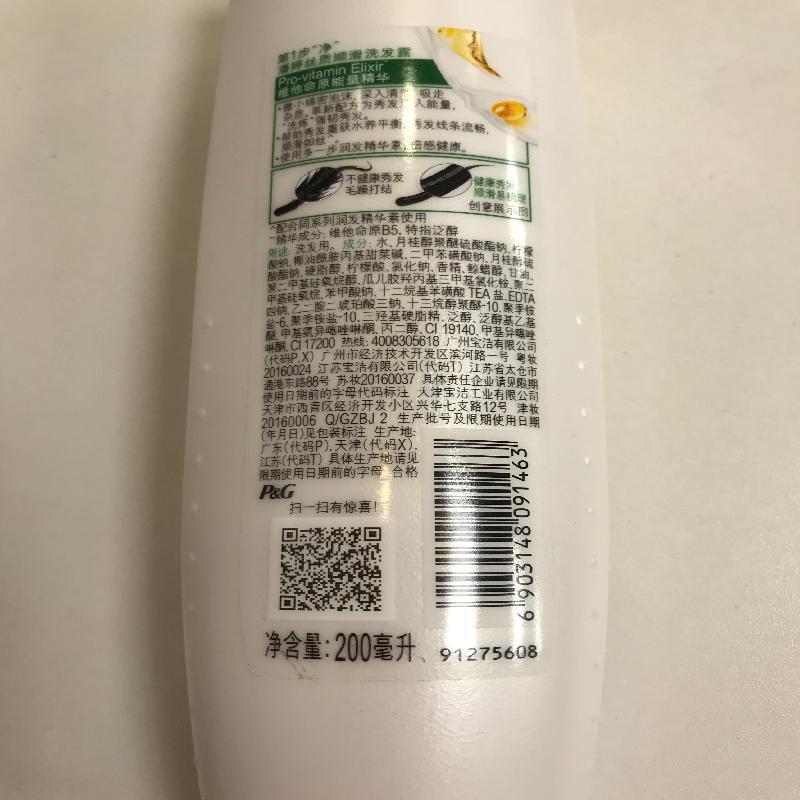 第1步“净”
丝质顺滑洗发露
Pro-vitamin Elixir
维他命原能量精华
·微小绵密泡沫，深入清洁，吸走
杂质，革新配方为秀发注入能量，
“洗炼”强韧秀发。
·帮助秀发重获水养平衡，秀发线条流畅，
顺滑如丝^。
·使用多一步润发精华素，倍感健康。
不健康秀发
毛躁打结
健康秀发
顺滑易梳理
创意展示图
^配合同系列润发精华素使用
精华成分：维他命原B5，特指泛醇
用途：洗发用。成分：水、月桂醇聚醚硫酸酯钠、柠檬
酸钠、椰油酰胺丙基甜菜碱、二甲苯磺酸钠、月桂醇硫
酸酯钠、硬脂醇、柠檬酸、氯化钠、香精、鲸蜡醇、甘油、
聚二甲基硅氧烷醇、瓜儿胶羟丙基三甲基氯化铵、聚二
甲基硅氧烷、苯甲酸钠、十二烷基苯磺酸 TEA 盐、EDTA
四钠、乙二胺二琥珀酸三钠、十三烷醇聚醚-10、聚季铵
盐-6、聚季铵盐-10、三羟基硬脂精、泛醇、泛醇基乙基
醚、甲基氯异噻唑啉酮、丙二醇、CI 19140、甲基异噻唑
啉酮、CI 17200 热线：4008305618 广州宝洁有限公司
(代码P,X) 广州市经济技术开发区滨河路一号 粤妆
20160024 江苏宝洁有限公司(代码T) 江苏省太仓市
通港东路88号 苏妆20160037 具体责任企业请见限期
使用日期前的字母代码标注 天津宝洁工业有限公司
天津市西青区经济开发小区兴华七支路12号 津妆
20160006 Q/GZBJ 2 生产批号及限期使用日期
(年月日)见包装标注 生产地：
广东(代码P),天津(代码X),
江苏(代码T) 具体生产地请见
限期使用日期前的字母 合格
P&G
扫一扫有惊喜！
6 903148 091463
净含量：200毫升
91275608